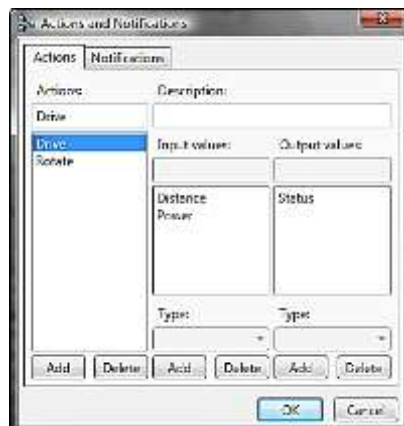 Actions and Notifications
Actions Notifications
Actions: Description:
Drive
Drive Input values: Output values:
Rotate
Distance Status
Power
Type: Type:
Add Delete Add Delete Add Delete
OK Cancel